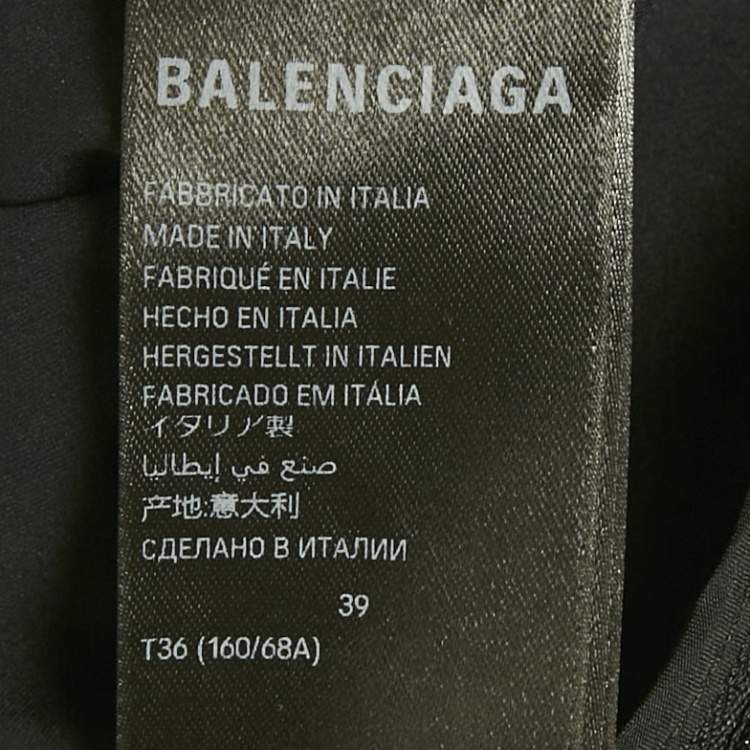 BALENCIAGA
FABBRICATO IN ITALIA
MADE IN ITALY
FABRIQUÉ EN ITALIE
HECHO EN ITALIA
HERGESTELLT IN ITALIEN
FABRICADO EM ITÁLIA
イタリア製
صنع في إيطاليا
产地:意大利
СДЕЛАНО В ИТАЛИИ
39
T36 (160/68A)